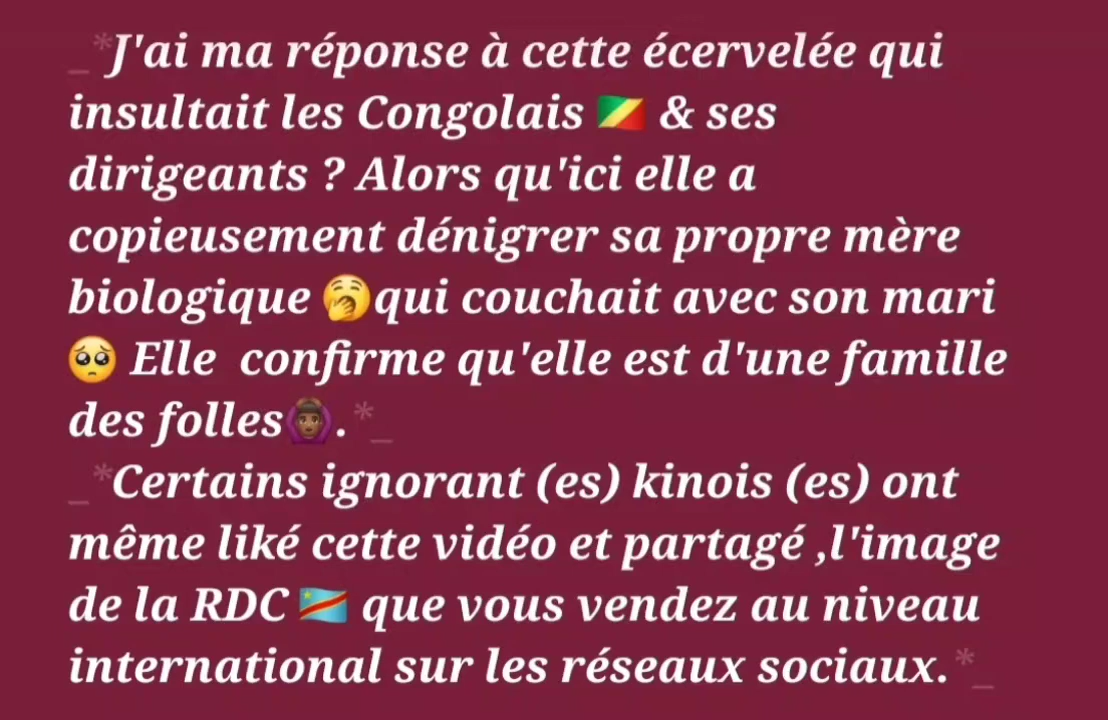 _*J'ai ma réponse à cette écervelée qui
insultait les Congolais 🇨🇬 & ses
dirigeants ? Alors qu'ici elle a
copieusement dénigrer sa propre mère
biologique 🥱qui couchait avec son mari
🥺 Elle  confirme qu'elle est d'une famille
des folles🙆🏾‍♀️.*_
_*Certains ignorant (es) kinois (es) ont
même liké cette vidéo et partagé ,l'image
de la RDC 🇨🇩 que vous vendez au niveau
international sur les réseaux sociaux.*_